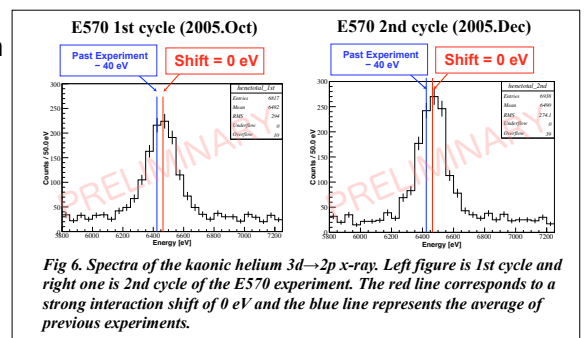 E570 1st cycle (2005.Oct)
E570 2nd cycle (2005.Dec)
Past Experiment
− 40 eV
Shift = 0 eV
Past Experiment
− 40 eV
Shift = 0 eV
henetotal_1st
Entries 6817
Mean 6482
RMS 294
Underflow 0
Overflow 10
henetotal_2nd
Entries 6938
Mean 6490
RMS 274.1
Underflow 0
Overflow 39
PRELIMINARY
PRELIMINARY
Counts / 50.0 eV
300
250
200
150
100
50
0
5800
6000
6200
6400
6600
6800
7000
7200
Energy [eV]
Counts / 50.0 eV
300
250
200
150
100
50
0
5800
6000
6200
6400
6600
6800
7000
7200
Energy [eV]
Fig 6. Spectra of the kaonic helium 3d→2p x-ray. Left figure is 1st cycle and
right one is 2nd cycle of the E570 experiment. The red line corresponds to a
strong interaction shift of 0 eV and the blue line represents the average of
previous experiments.